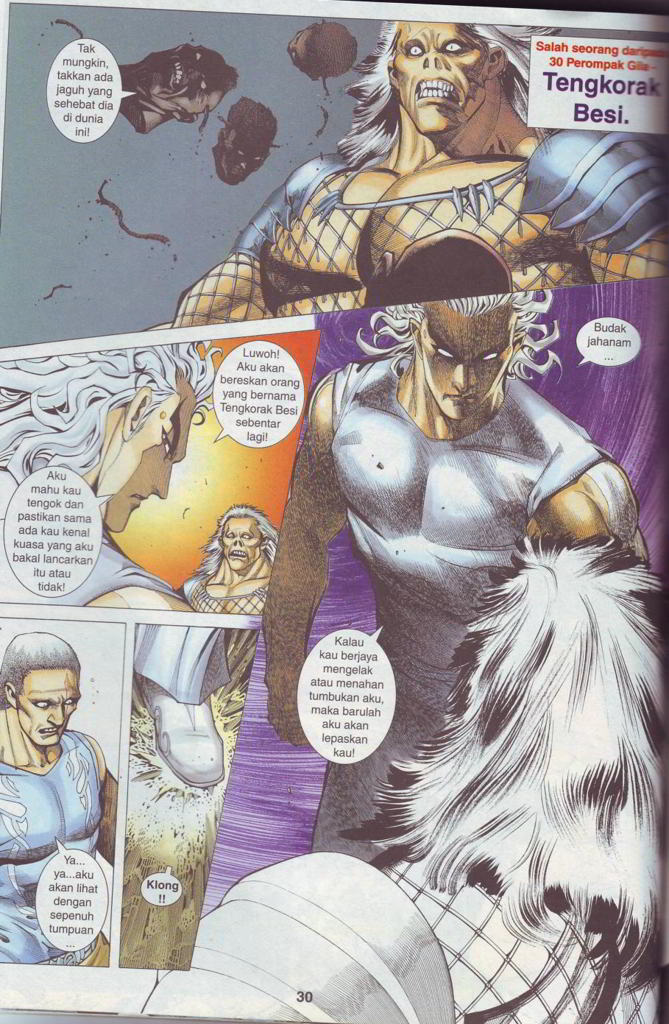 Tak
mungkin,
takkan ada
jaguh yang
sehebat dia
di dunia
ini!
Salah seorang daripada
30 Perompak Gila -
Tengkorak
Besi.
Budak
jahanam
...
Luwoh!
Aku akan
bereskan orang
yang bernama
Tengkorak Besi
sebentar
lagi!
Aku
mahu kau
tengok dan
pastikan sama
ada kau kenal
kuasa yang aku
bakal lancarkan
itu atau
tidak!
Kalau
kau berjaya
mengelak
atau menahan
tumbukan aku,
maka barulah
aku akan
lepaskan
kau!
Ya...
ya...aku
akan lihat
dengan
sepenuh
tumpuan
...
Klong
!!
30